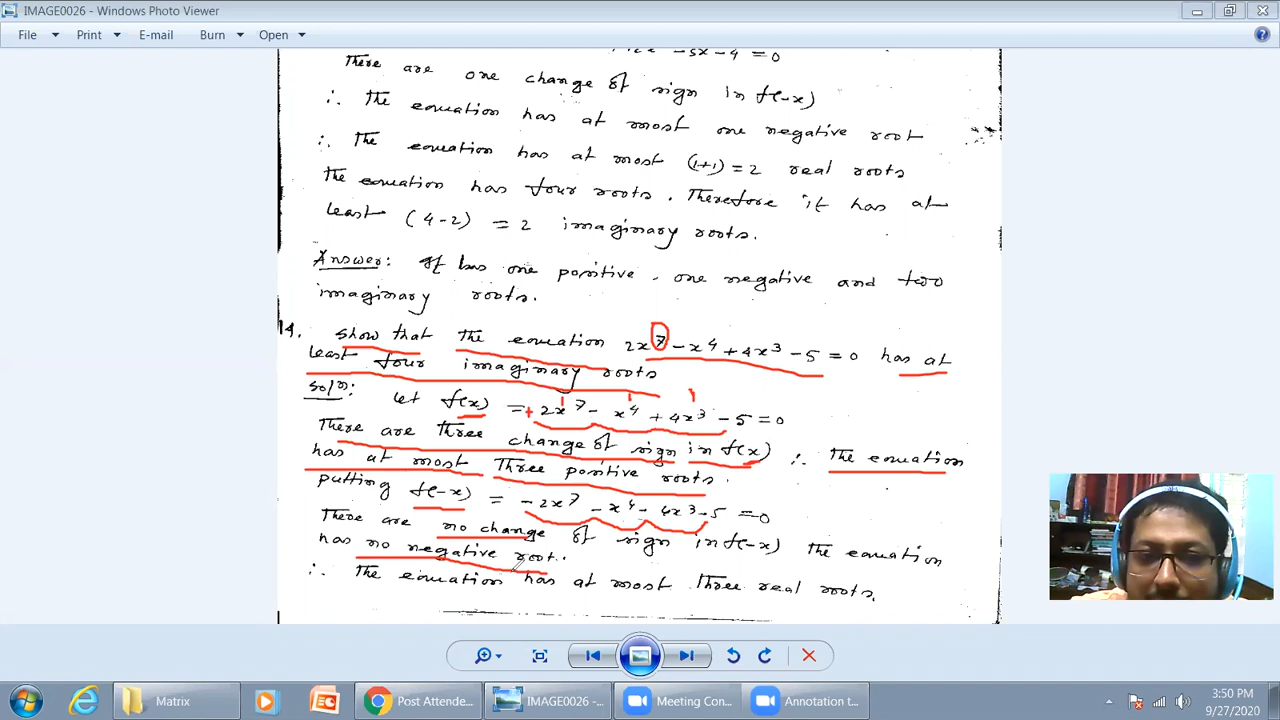 IMAGE0026 - Windows Photo Viewer
File Print E-mail Burn Open
- 5x - 4 = 0
There are one change of sign in f(-x)
∴ The equation has at most one negative root
∴ The equation has at most (1+1) = 2 real roots
The equation has four roots. Therefore it has at
least (4-2) = 2 imaginary roots.
Answer: It has one positive, one negative and two
imaginary roots.
14. Show that the equation 2x⁷ - x⁴ + 4x³ - 5 = 0 has at
least four imaginary roots
Soln: Let f(x) = +2x⁷ - x⁴ + 4x³ - 5 = 0
There are three change of sign in f(x) ∴ The equation
has at most Three positive roots.
putting f(-x) = -2x⁷ - x⁴ - 4x³ - 5 = 0
There are no change of sign in f(-x) The equation
has no negative root.
∴ The equation has at most Three real roots.
Matrix
Post Attende...
IMAGE0026 -...
Meeting Con...
Annotation t...
3:50 PM
9/27/2020